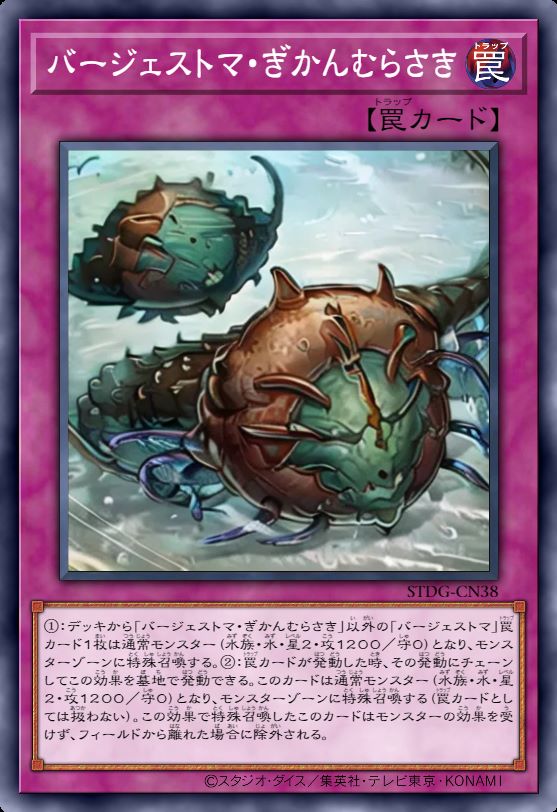 バージェストマ・ぎかんむらさき 罠
トラップ
【罠カード】
トラップ
STDG-CN38
①：デッキから「バージェストマ・ぎかんむらさき」以外の「バージェストマ」罠
カード1枚は通常モンスター（水族・水・星2・攻1200／守0）となり、モンス
ターゾーンに特殊召喚する。②：罠カードが発動した時、その発動にチェーン
してこの効果を墓地で発動できる。このカードは通常モンスター（水族・水・星
2・攻1200／守0）となり、モンスターゾーンに特殊召喚する（罠カードとし
ては扱わない）。この効果で特殊召喚したこのカードはモンスターの効果を受
けず、フィールドから離れた場合に除外される。
©スタジオ・ダイス／集英社・テレビ東京・KONAMI